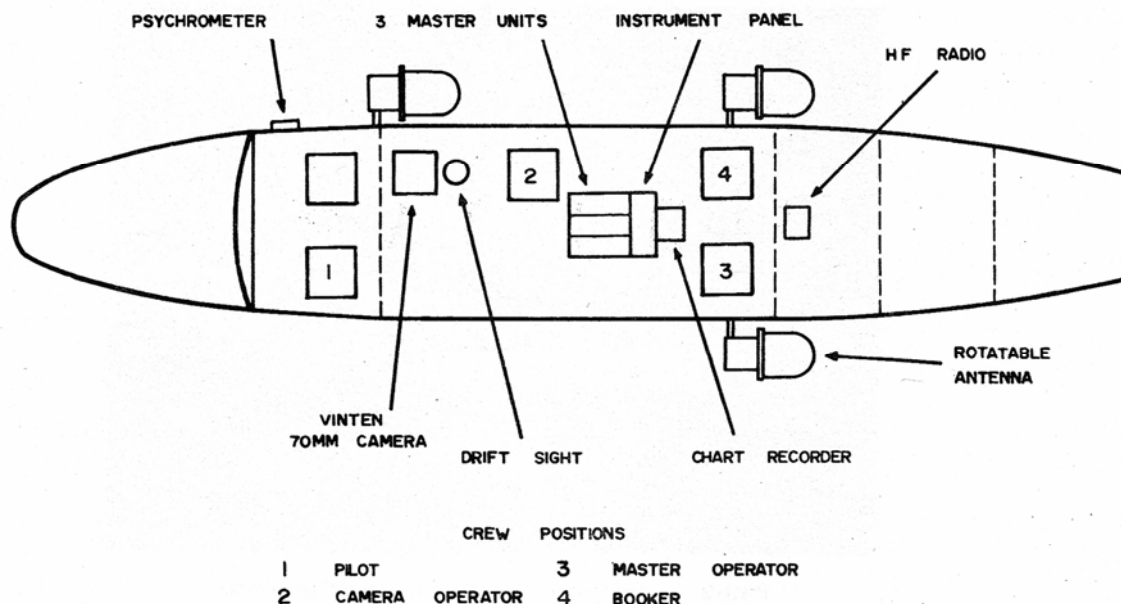 PSYCHROMETER
3 MASTER UNITS
INSTRUMENT PANEL
HF RADIO
2
4
1
3
ROTATABLE
ANTENNA
VINTEN
70MM CAMERA
DRIFT SIGHT
CHART RECORDER
CREW POSITIONS
1 PILOT 3 MASTER OPERATOR
2 CAMERA OPERATOR 4 BOOKER